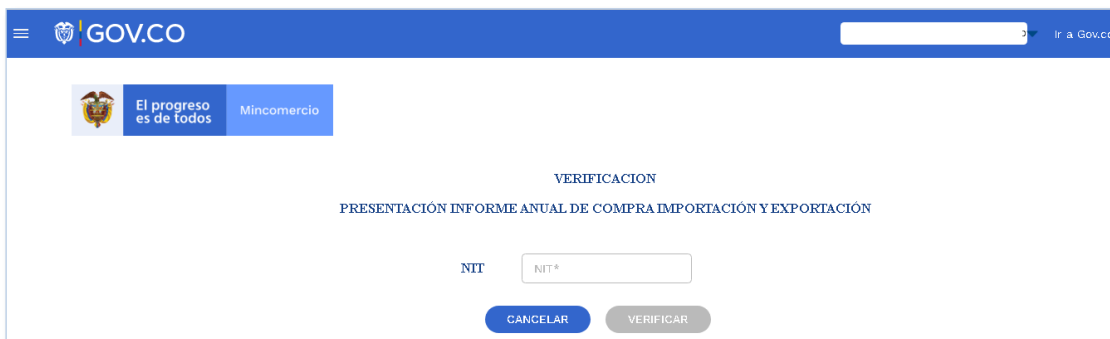 GOV.CO
Ir a Gov.co
El progreso
es de todos
Mincomercio
VERIFICACION
PRESENTACIÓN INFORME ANUAL DE COMPRA IMPORTACIÓN Y EXPORTACIÓN
NIT
NIT*
CANCELAR
VERIFICAR